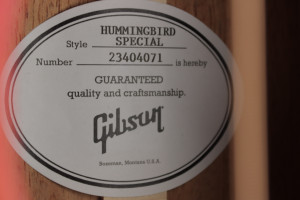 HUMMINGBIRD
Style SPECIAL
Number 23404071 is hereby
GUARANTEED
quality and craftsmanship.
Gibson
Bozeman, Montana U.S.A.